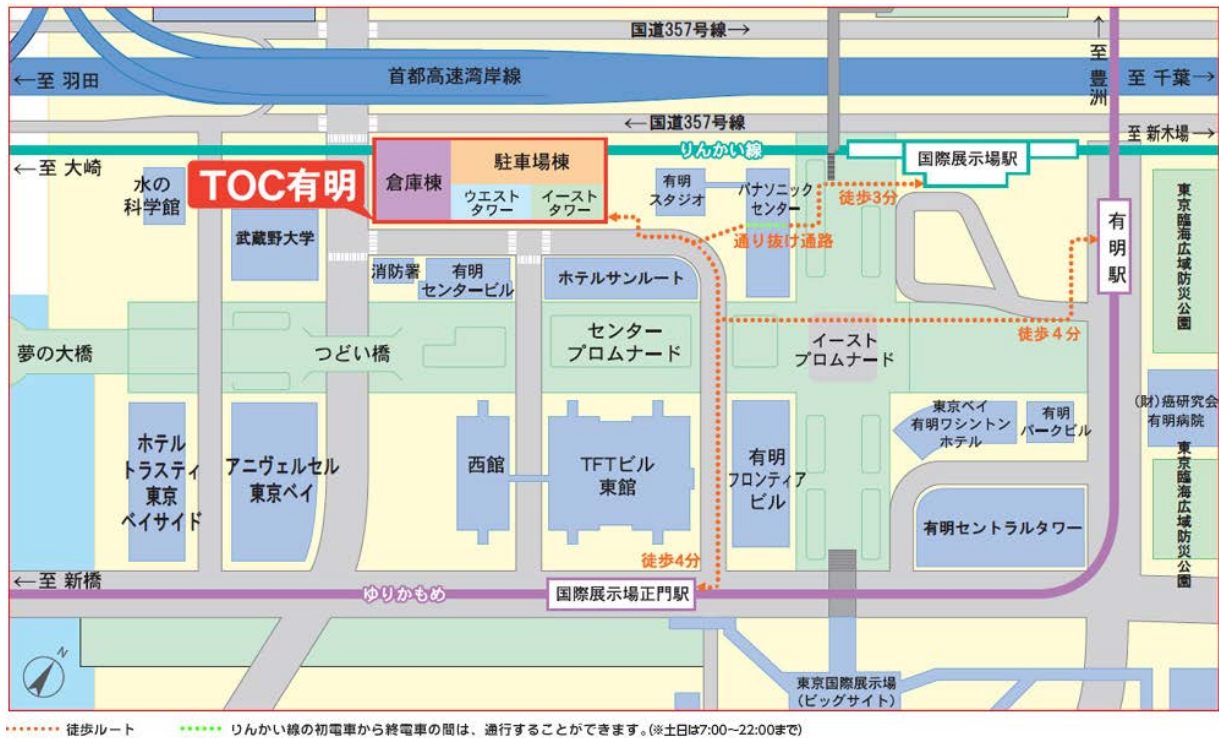 国道357号線→
↑
至
豊
洲
←至 羽田
首都高速湾岸線
至 千葉→
←国道357号線
至 新木場
→
←至 大崎
りんかい線
国際展示場駅
TOC有明
倉庫棟
駐車場棟
ウエスト
タワー
イースト
タワー
水の
科学館
武蔵野大学
有明
スタジオ
パナソニック
センター
徒歩3分
通り抜け通路
有
明
駅
東京臨海広域防災公園
消防署
有明
センタービル
ホテルサンルート
徒歩4分
夢の大橋
つどい橋
センター
プロムナード
イースト
プロムナード
ホテル
トラスティ
東京
ベイサイド
アニヴェルセル
東京ベイ
西館
TFTビル
東館
有明
フロンティア
ビル
東京ベイ
有明ワシントン
ホテル
有明
パークビル
(財)癌研究会
有明病院
東京臨海広域防災公園
有明セントラルタワー
徒歩4分
←至 新橋
ゆりかもめ
国際展示場正門駅
N
東京国際展示場
(ビッグサイト)
徒歩ルート
りんかい線の初電車から終電車の間は、通行することができます。(※土日は7:00〜22:00まで)